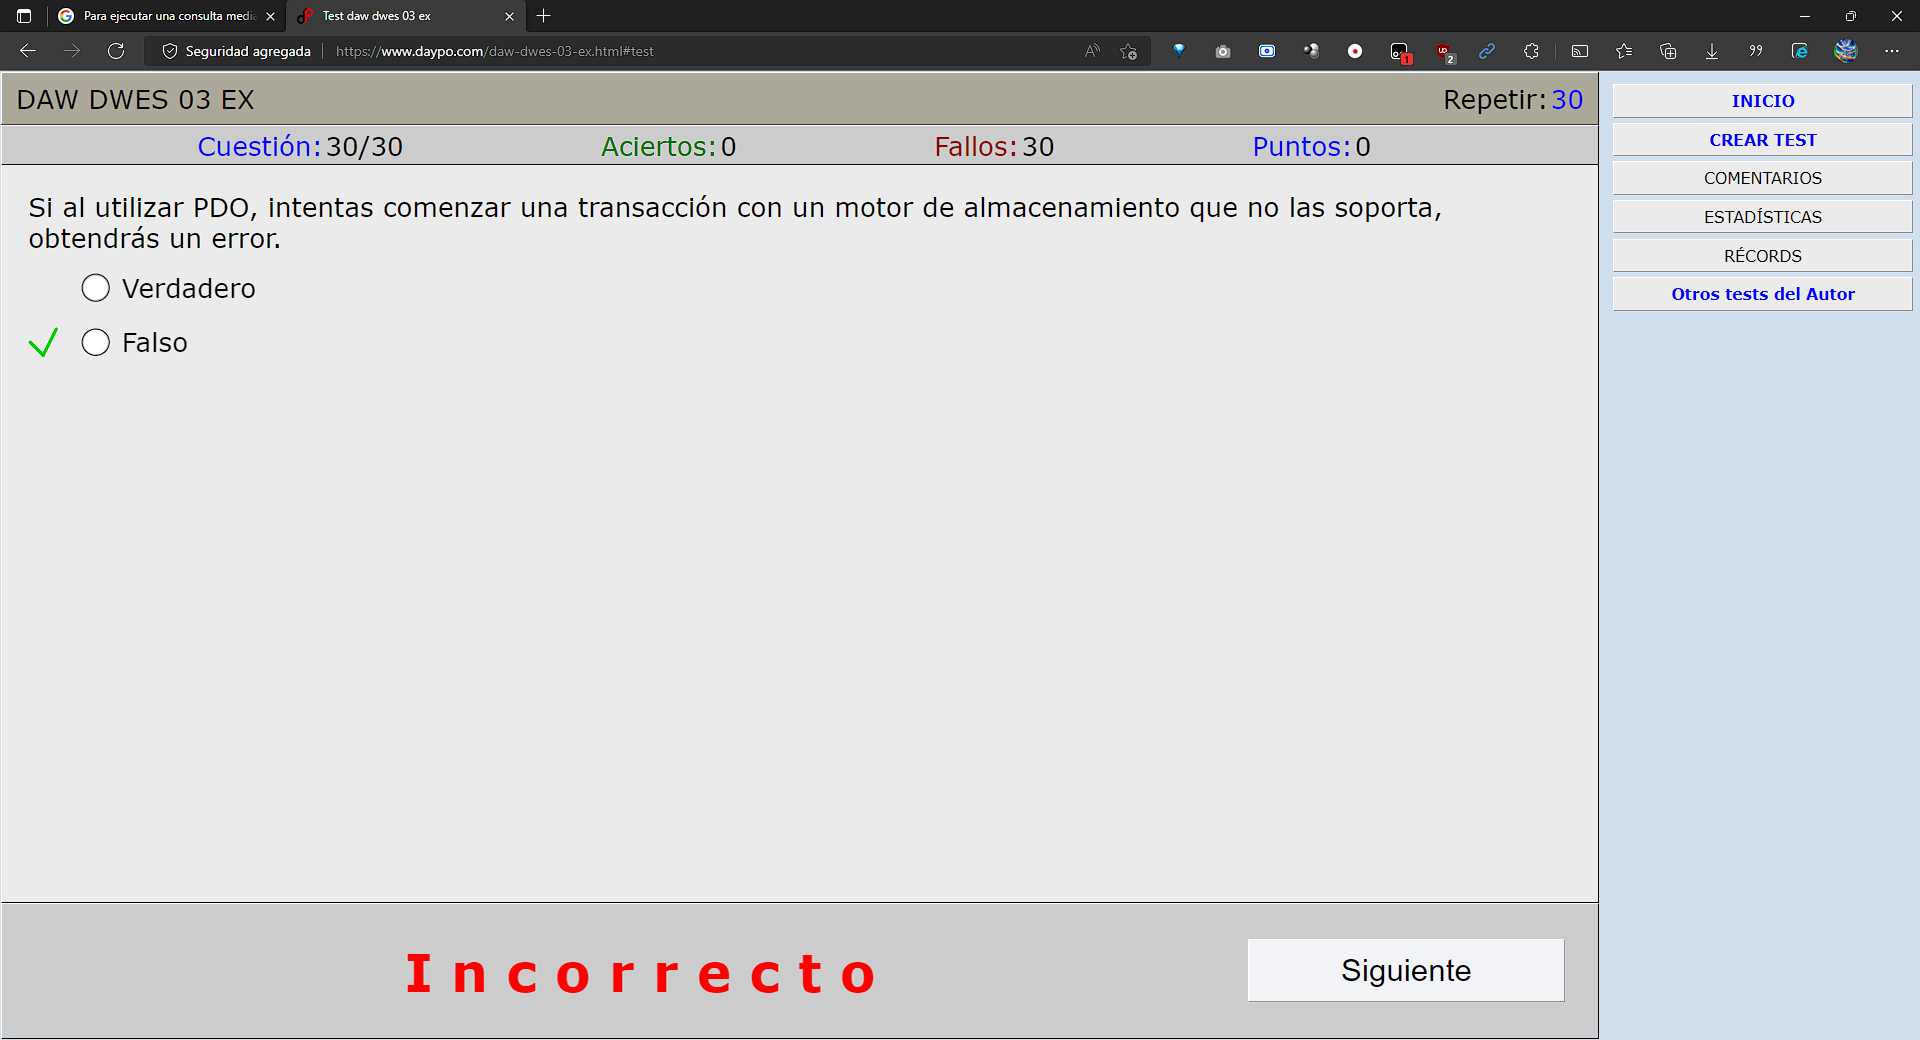 Para ejecutar una consulta media
Test daw dwes 03 ex
Seguridad agregada
https://www.daypo.com/daw-dwes-03-ex.html#test
1
2
DAW DWES 03 EX
Repetir: 30
Cuestión: 30/30
Aciertos: 0
Fallos: 30
Puntos: 0
Si al utilizar PDO, intentas comenzar una transacción con un motor de almacenamiento que no las soporta,
obtendrás un error.
Verdadero
Falso
Incorrecto
Siguiente
INICIO
CREAR TEST
COMENTARIOS
ESTADÍSTICAS
RÉCORDS
Otros tests del Autor